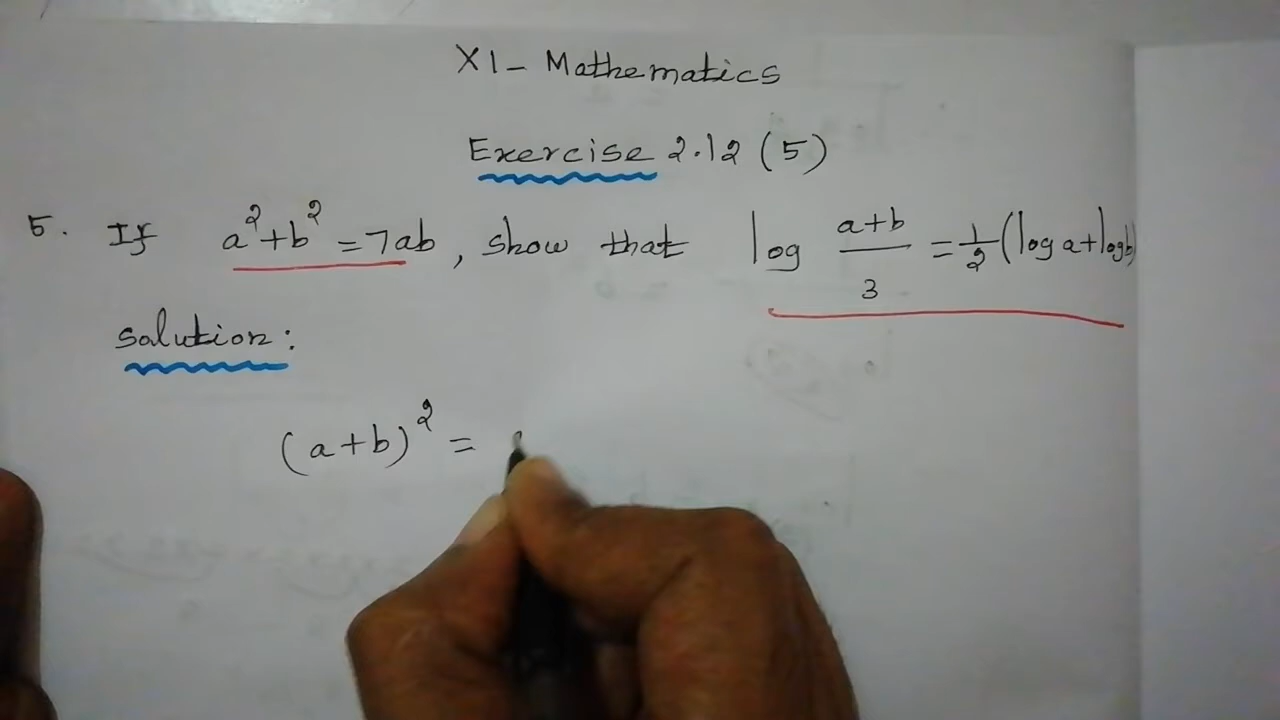 XI - Mathematics
Exercise 2.12 (5)
5. If a²+b² = 7ab, show that log (a+b)/3 = 1/2 (log a + log b)
Solution:
(a+b)² =